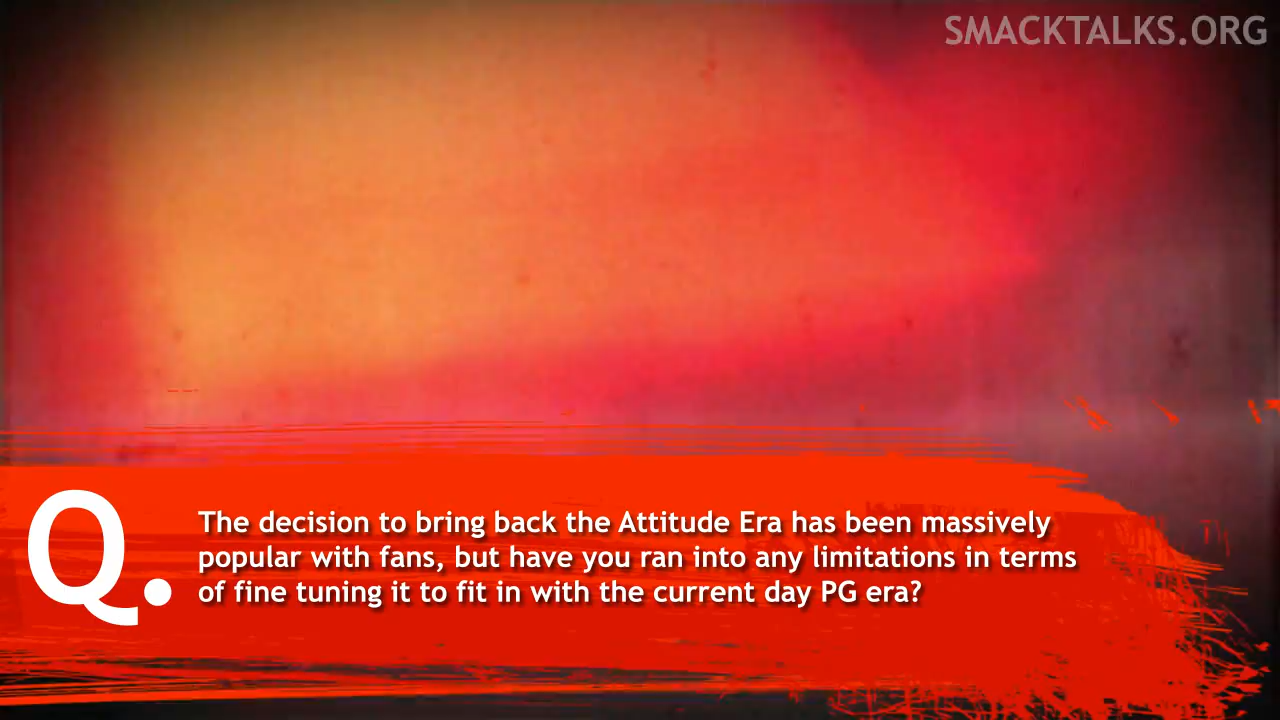 SMACKTALKS.ORG
Q. The decision to bring back the Attitude Era has been massively
popular with fans, but have you ran into any limitations in terms
of fine tuning it to fit in with the current day PG era?